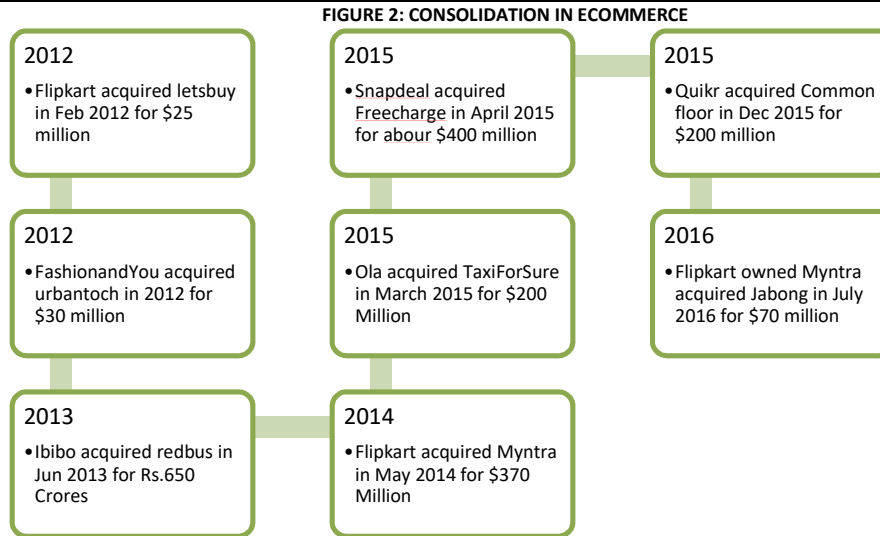 FIGURE 2: CONSOLIDATION IN ECOMMERCE
2012
•Flipkart acquired letsbuy
in Feb 2012 for $25
million
2012
•FashionandYou acquired
urbantoch in 2012 for
$30 million
2013
•Ibibo acquired redbus in
Jun 2013 for Rs.650
Crores
2014
•Flipkart acquired Myntra
in May 2014 for $370
Million
2015
•Ola acquired TaxiForSure
in March 2015 for $200
Million
2015
•Snapdeal acquired
Freecharge in April 2015
for abour $400 million
2015
•Quikr acquired Common
floor in Dec 2015 for
$200 million
2016
•Flipkart owned Myntra
acquired Jabong in July
2016 for $70 million